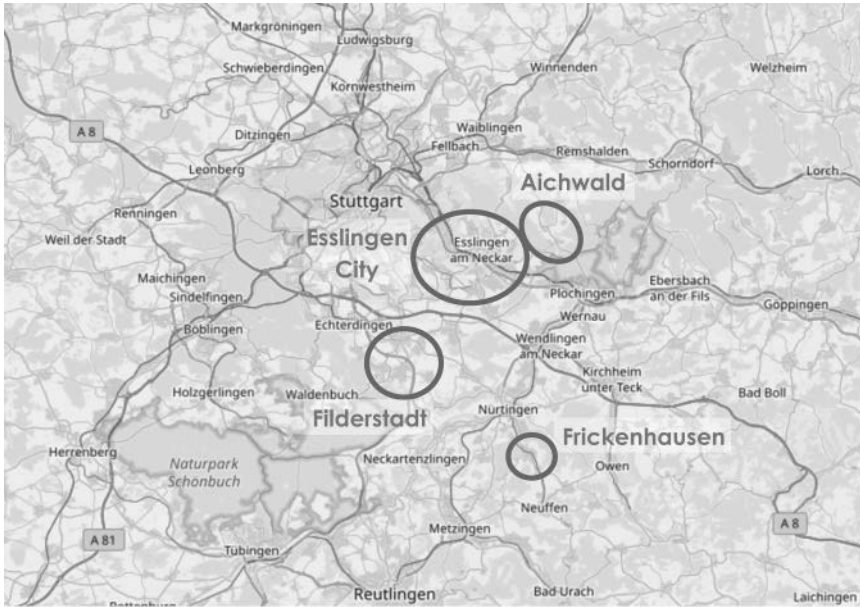 Markgröningen
Ludwigsburg
Welzheim
Schwieberdingen
Winnenden
Kornwestheim
A 8
Ditzingen
Waiblingen
Fellbach
Remshalden
Schorndorf
Leonberg
Lorch
Aichwald
Stuttgart
Renningen
Esslingen
City
Weil der Stadt
Esslingen
am Neckar
Maichingen
Ebersbach
an der Fils
Plochingen
Sindelfingen
Göppingen
Wernau
Echterdingen
Böblingen
Wendlingen
am Neckar
Kirchheim
unter Teck
Holzgerlingen
Waldenbuch
Bad Boll
Filderstadt
Nürtingen
Frickenhausen
Herrenberg
Naturpark
Schönbuch
Neckartenzlingen
Owen
Neuffen
A 8
Metzingen
A 81
Tübingen
Reutlingen
Bad Urach
Laichingen